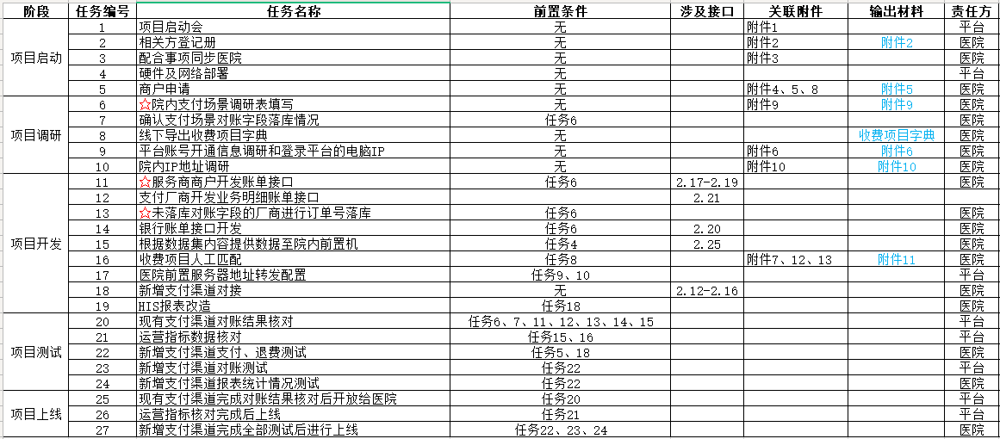 阶段 任务编号 任务名称 前置条件 涉及接口 关联附件 输出材料 责任方
项目启动 1 项目启动会 无 附件1 平台
2 相关方登记册 无 附件2 附件2 医院
3 配合事项同步医院 无 附件3 医院
4 硬件及网络部署 无 平台
5 商户申请 无 附件4、5、8 附件5 医院
项目调研 6 ☆院内支付场景调研表填写 无 附件9 附件9 医院
7 确认支付场景对账字段落库情况 任务6 医院
8 线下导出收费项目字典 无 收费项目字典 医院
9 平台账号开通信息调研和登录平台的电脑IP 无 附件6 附件6 医院
10 院内IP地址调研 无 附件10 附件10 医院
项目开发 11 ☆服务商商户开发账单接口 任务6 2.17-2.19 医院
12 支付厂商开发业务明细账单接口 2.21
13 ☆未落库对账字段的厂商进行订单号落库 任务6 医院
14 银行账单接口开发 任务6 2.20 医院
15 根据数据集内容提供数据至院内前置机 任务4 2.25 医院
16 收费项目人工匹配 任务8 附件7、12、13 附件11 医院
17 医院前置服务器地址转发配置 任务9、10 平台
18 新增支付渠道对接 无 2.12-2.16 医院
19 HIS报表改造 任务18 医院
项目测试 20 现有支付渠道对账结果核对 任务6、7、11、12、13、14、15 平台
21 运营指标数据核对 任务15、16 平台
22 新增支付渠道支付、退费测试 任务5、18 医院
23 新增支付渠道对账测试 任务22 平台
24 新增支付渠道报表统计情况测试 任务22 医院
项目上线 25 现有支付渠道完成对账结果核对后开放给医院 任务20 平台
26 运营指标核对完成后上线 任务21 平台
27 新增支付渠道完成全部测试后进行上线 任务22、23、24 医院